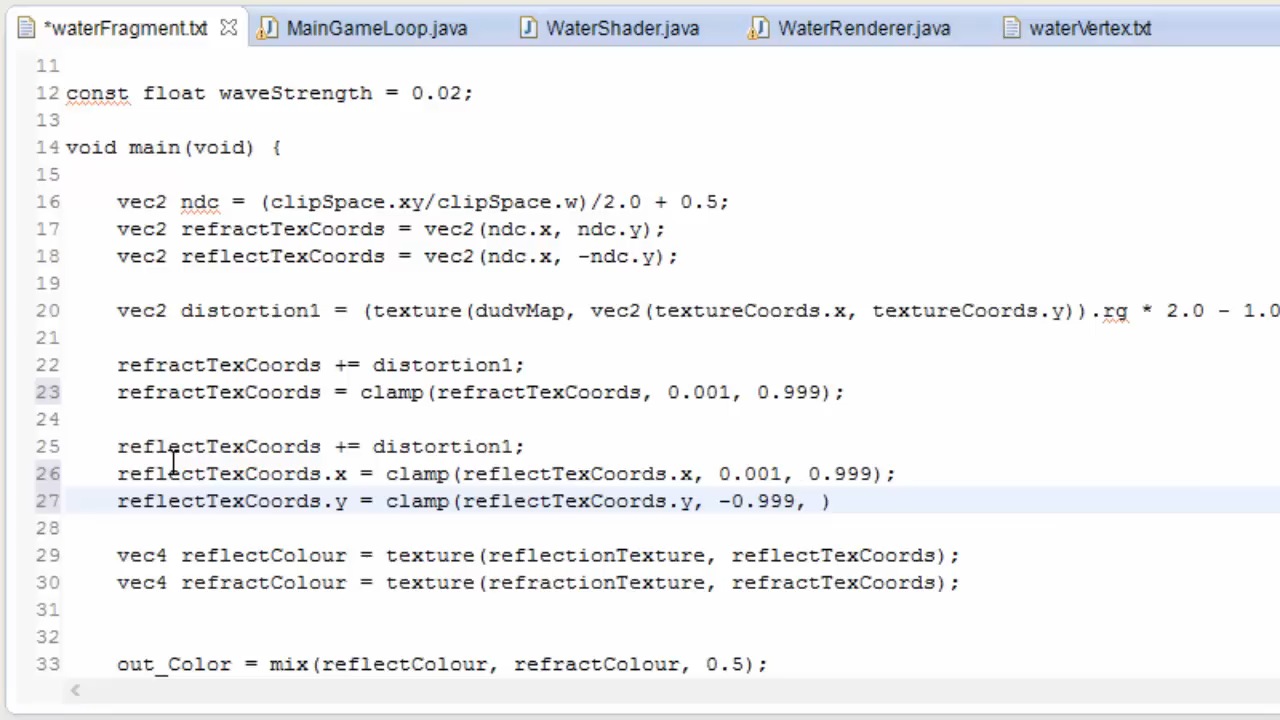 *waterFragment.txt MainGameLoop.java WaterShader.java WaterRenderer.java waterVertex.txt
11
12 const float waveStrength = 0.02;
13
14 void main(void) {
15
16 vec2 ndc = (clipSpace.xy/clipSpace.w)/2.0 + 0.5;
17 vec2 refractTexCoords = vec2(ndc.x, ndc.y);
18 vec2 reflectTexCoords = vec2(ndc.x, -ndc.y);
19
20 vec2 distortion1 = (texture(dudvMap, vec2(textureCoords.x, textureCoords.y)).rg * 2.0 - 1.0
21
22 refractTexCoords += distortion1;
23 refractTexCoords = clamp(refractTexCoords, 0.001, 0.999);
24
25 reflectTexCoords += distortion1;
26 reflectTexCoords.x = clamp(reflectTexCoords.x, 0.001, 0.999);
27 reflectTexCoords.y = clamp(reflectTexCoords.y, -0.999, )
28
29 vec4 reflectColour = texture(reflectionTexture, reflectTexCoords);
30 vec4 refractColour = texture(refractionTexture, refractTexCoords);
31
32
33 out_Color = mix(reflectColour, refractColour, 0.5);